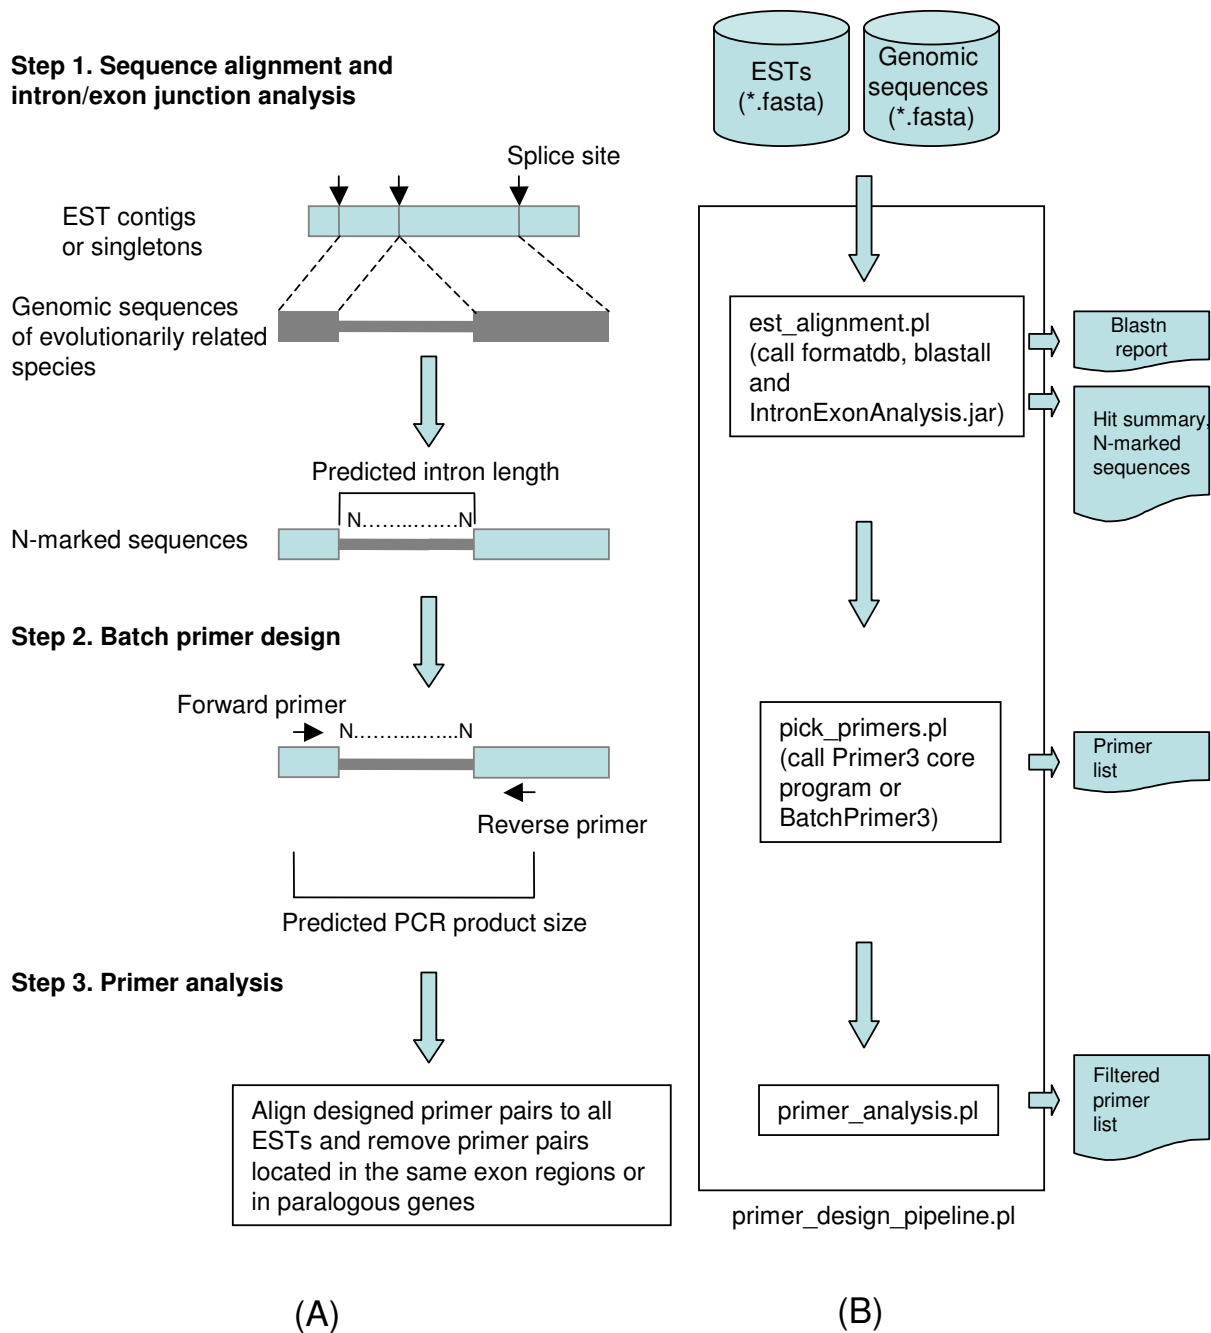 Step 1. Sequence alignment and
intron/exon junction analysis
Splice site
EST contigs
or singletons
Genomic sequences
of evolutionarily related
species
Predicted intron length
N............N
N-marked sequences
Step 2. Batch primer design
Forward primer
N............N
Reverse primer
Predicted PCR product size
Step 3. Primer analysis
Align designed primer pairs to all
ESTs and remove primer pairs
located in the same exon regions or
in paralogous genes
(A)
ESTs
(*.fasta)
Genomic
sequences
(*.fasta)
est_alignment.pl
(call formatdb, blastall
and
IntronExonAnalysis.jar)
Blastn
report
Hit summary,
N-marked
sequences
pick_primers.pl
(call Primer3 core
program or
BatchPrimer3)
Primer
list
primer_analysis.pl
Filtered
primer
list
primer_design_pipeline.pl
(B)